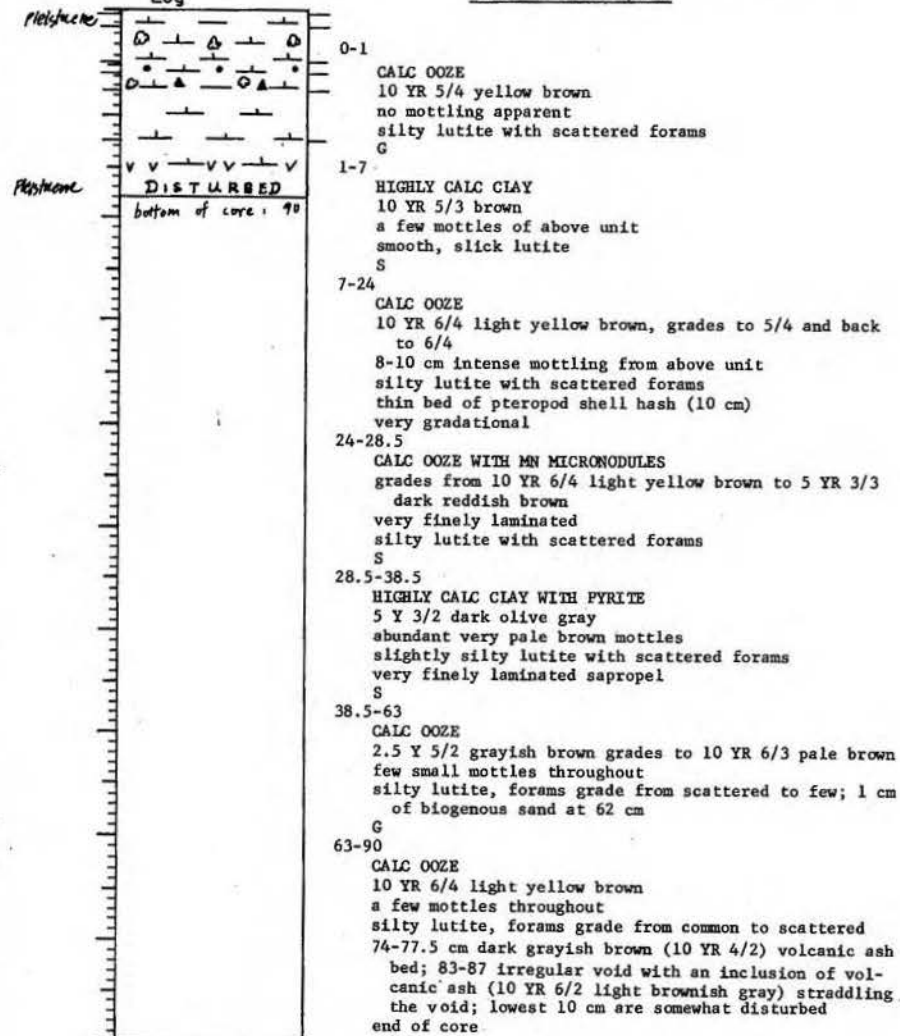 Log
Pleistocene
Pleistocene
DISTURBED
bottom of core: 90
0-1
CALC OOZE
10 YR 5/4 yellow brown
no mottling apparent
silty lutite with scattered forams
G
1-7
HIGHLY CALC CLAY
10 YR 5/3 brown
a few mottles of above unit
smooth, slick lutite
S
7-24
CALC OOZE
10 YR 6/4 light yellow brown, grades to 5/4 and back
to 6/4
8-10 cm intense mottling from above unit
silty lutite with scattered forams
thin bed of pteropod shell hash (10 cm)
very gradational
24-28.5
CALC OOZE WITH MN MICRONODULES
grades from 10 YR 6/4 light yellow brown to 5 YR 3/3
dark reddish brown
very finely laminated
silty lutite with scattered forams
S
28.5-38.5
HIGHLY CALC CLAY WITH PYRITE
5 Y 3/2 dark olive gray
abundant very pale brown mottles
slightly silty lutite with scattered forams
very finely laminated sapropel
S
38.5-63
CALC OOZE
2.5 Y 5/2 grayish brown grades to 10 YR 6/3 pale brown
few small mottles throughout
silty lutite, forams grade from scattered to few; 1 cm
of biogenous sand at 62 cm
G
63-90
CALC OOZE
10 YR 6/4 light yellow brown
a few mottles throughout
silty lutite, forams grade from common to scattered
74-77.5 cm dark grayish brown (10 YR 4/2) volcanic ash
bed; 83-87 irregular void with an inclusion of vol-
canic ash (10 YR 6/2 light brownish gray) straddling
the void; lowest 10 cm are somewhat disturbed
end of core